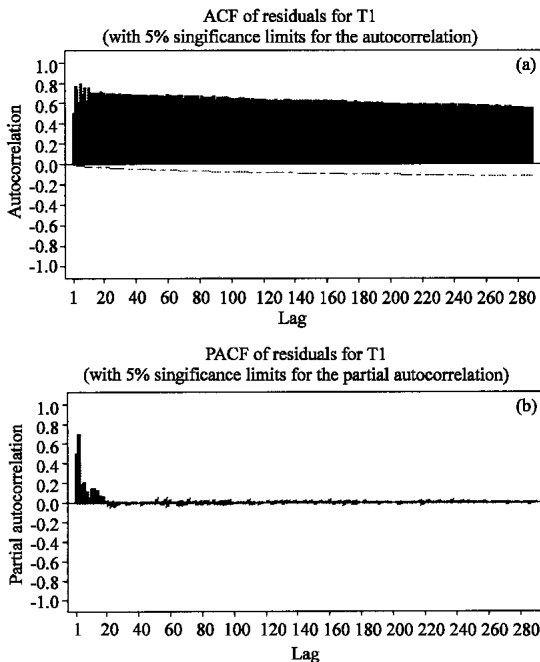 ACF of residuals for T1
(with 5% singificance limits for the autocorrelation)
(a)
Autocorrelation
1.0
0.8
0.6
0.4
0.2
0.0
-0.2
-0.4
-0.6
-0.8
-1.0
1 20 40 60 80 100 120 140 160 180 200 220 240 260 280
Lag
PACF of residuals for T1
(with 5% singificance limits for the partial autocorrelation)
(b)
Partial autocorrelation
1.0
0.8
0.6
0.4
0.2
0.0
-0.2
-0.4
-0.6
-0.8
-1.0
1 20 40 60 80 100 120 140 160 180 200 220 240 260 280
Lag